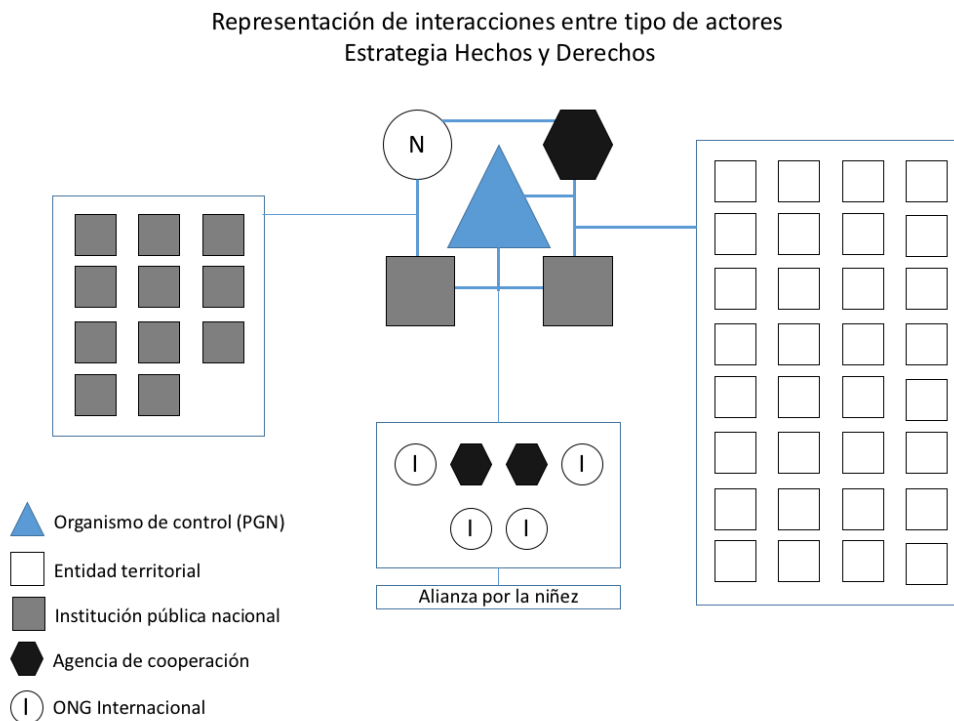 Representación de interacciones entre tipo de actores
Estrategia Hechos y Derechos
N
I
I
I
I
Alianza por la niñez
Organismo de control (PGN)
Entidad territorial
Institución pública nacional
Agencia de cooperación
I ONG Internacional